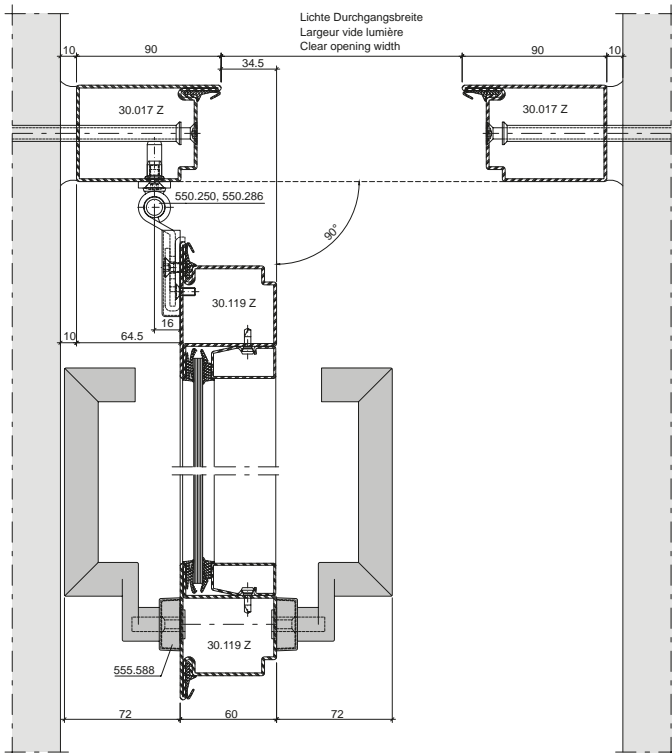 Lichte Durchgangsbreite
Largeur vide lumière
Clear opening width
10
90
90
10
34.5
30.017 Z
30.017 Z
550.250, 550.286
90°
30.119 Z
16
10
64.5
30.119 Z
555.588
72
60
72